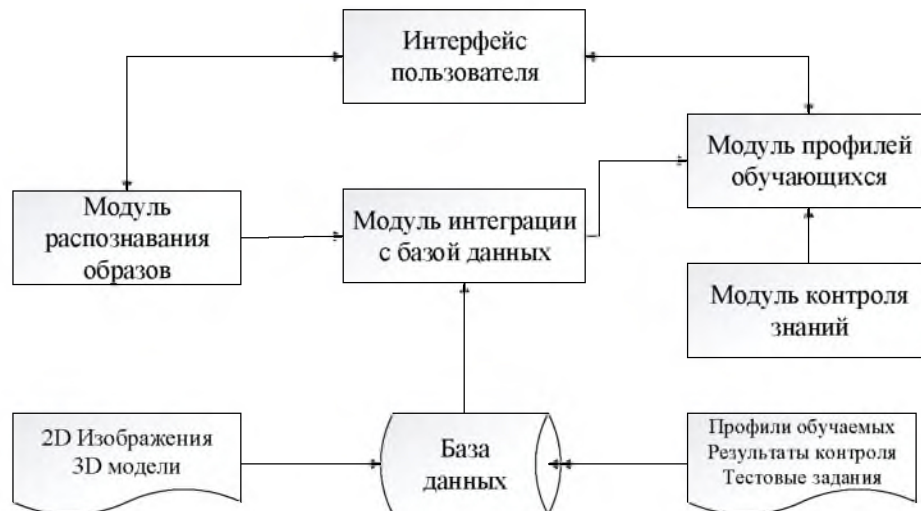 Интерфейс
пользователя
Модуль профилей
обучающихся
Модуль
распознавания
образов
Модуль интеграции
с базой данных
Модуль контроля
знаний
2D Изображения
3D модели
База
данных
Профили обучаемых
Результаты контроля
Тестовые задания